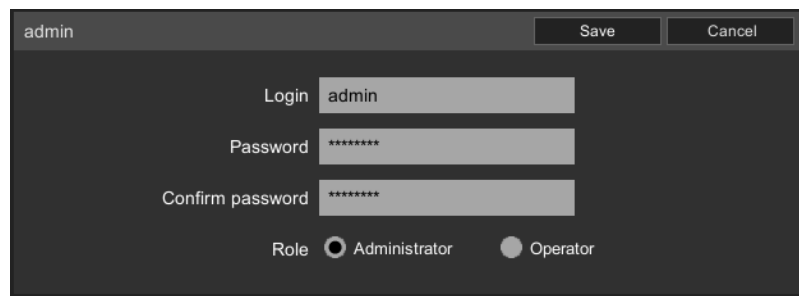 admin Save Cancel
Login admin
Password ********
Confirm password ********
Role Administrator Operator